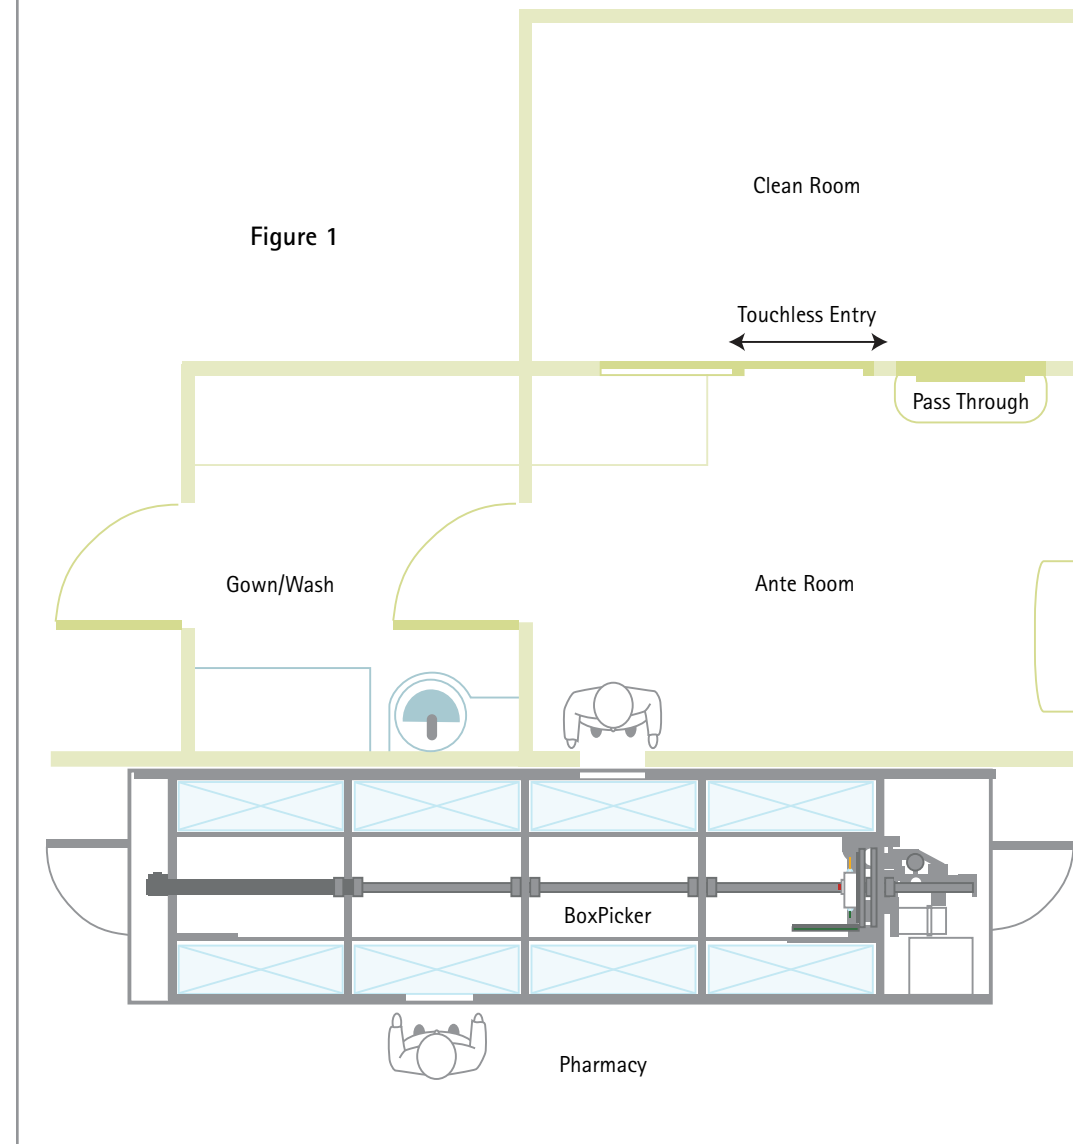 Clean Room
Figure 1
Touchless Entry
Pass Through
Gown/Wash
Ante Room
BoxPicker
Pharmacy